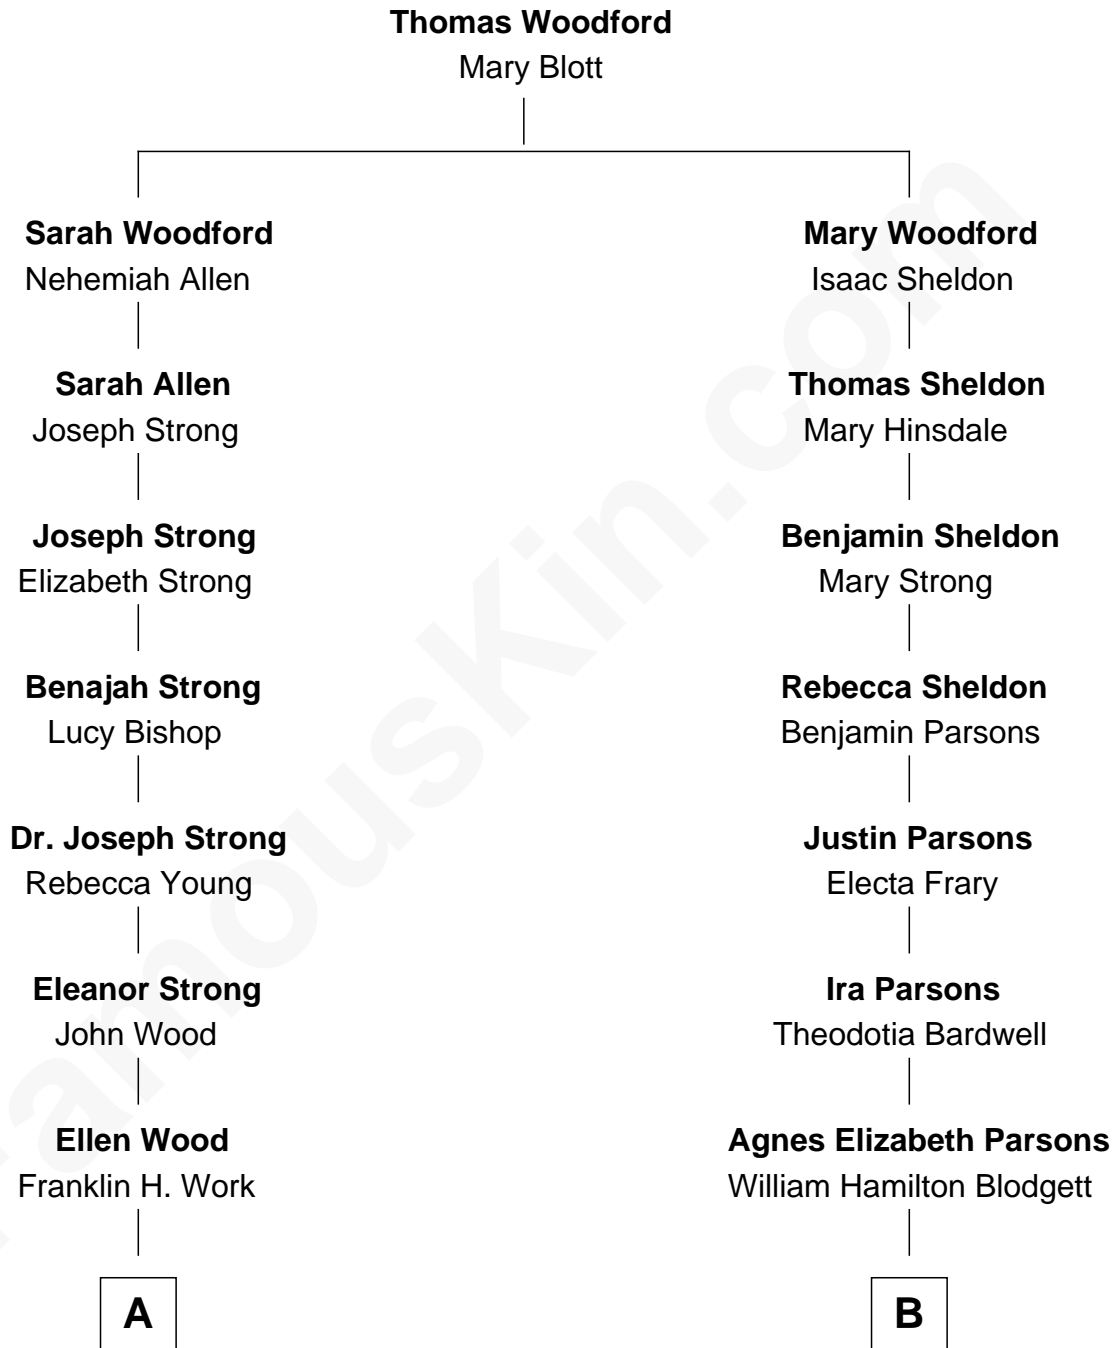 Thomas Woodford
Mary Blott
Sarah Woodford
Nehemiah Allen
Sarah Allen
Joseph Strong
Joseph Strong
Elizabeth Strong
Benajah Strong
Lucy Bishop
Dr. Joseph Strong
Rebecca Young
Eleanor Strong
John Wood
Ellen Wood
Franklin H. Work
A
Mary Woodford
Isaac Sheldon
Thomas Sheldon
Mary Hinsdale
Benjamin Sheldon
Mary Strong
Rebecca Sheldon
Benjamin Parsons
Justin Parsons
Electa Frary
Ira Parsons
Theodotia Bardwell
Agnes Elizabeth Parsons
William Hamilton Blodgett
B
FamousKin.com